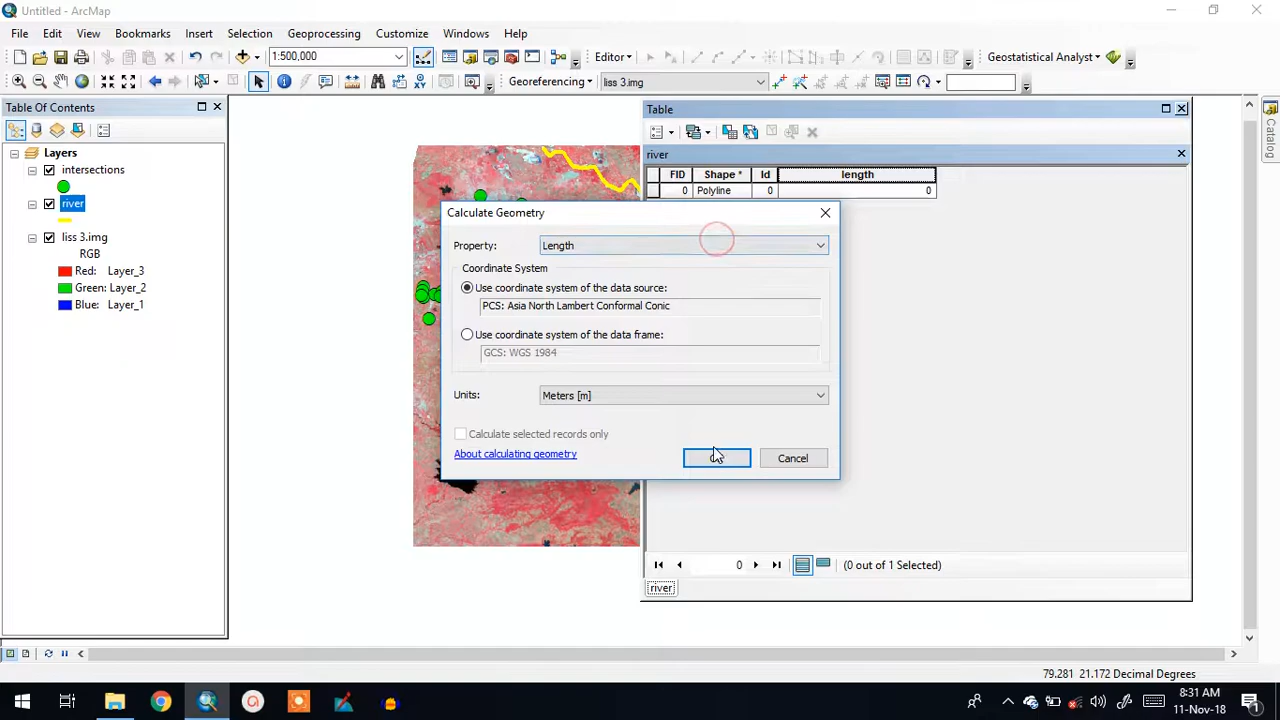 Untitled - ArcMap
File Edit View Bookmarks Insert Selection Geoprocessing Customize Windows Help
1:500,000 Editor Geostatistical Analyst
Georeferencing liss 3.img
Table Of Contents
Layers
intersections
river
liss 3.img
RGB
Red: Layer_3
Green: Layer_2
Blue: Layer_1
Table
river
FID Shape * Id length
0 Polyline 0 0
Calculate Geometry
Property: Length
Coordinate System
Use coordinate system of the data source:
PCS: Asia North Lambert Conformal Conic
Use coordinate system of the data frame:
GCS: WGS 1984
Units: Meters [m]
Calculate selected records only
About calculating geometry
Cancel
0 (0 out of 1 Selected)
river
Catalog
79.281 21.172 Decimal Degrees
8:31 AM
11-Nov-18